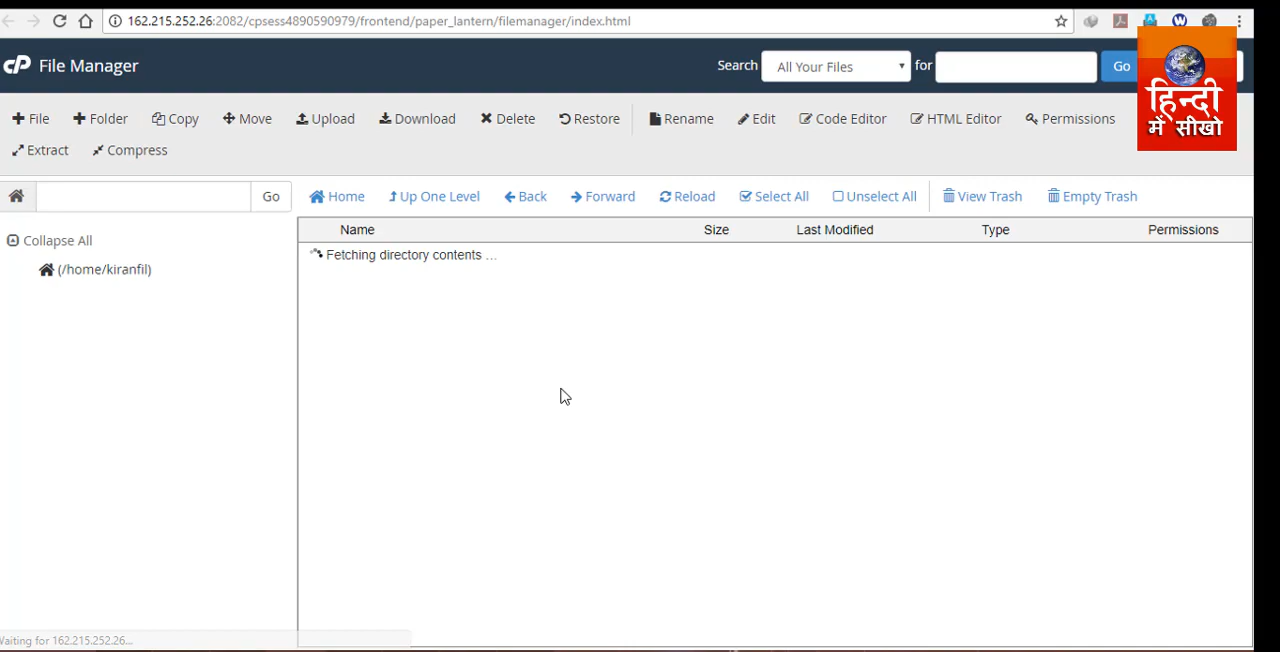 162.215.252.26:2082/cpsess4890590979/frontend/paper_lantern/filemanager/index.html
cP File Manager
Search All Your Files for Go
हिन्दी
में सीखो
File Folder Copy Move Upload Download Delete Restore Rename Edit Code Editor HTML Editor Permissions
Extract Compress
Go Home Up One Level Back Forward Reload Select All Unselect All View Trash Empty Trash
Name Size Last Modified Type Permissions
Collapse All
Fetching directory contents ...
(/home/kiranfil)
Waiting for 162.215.252.26...